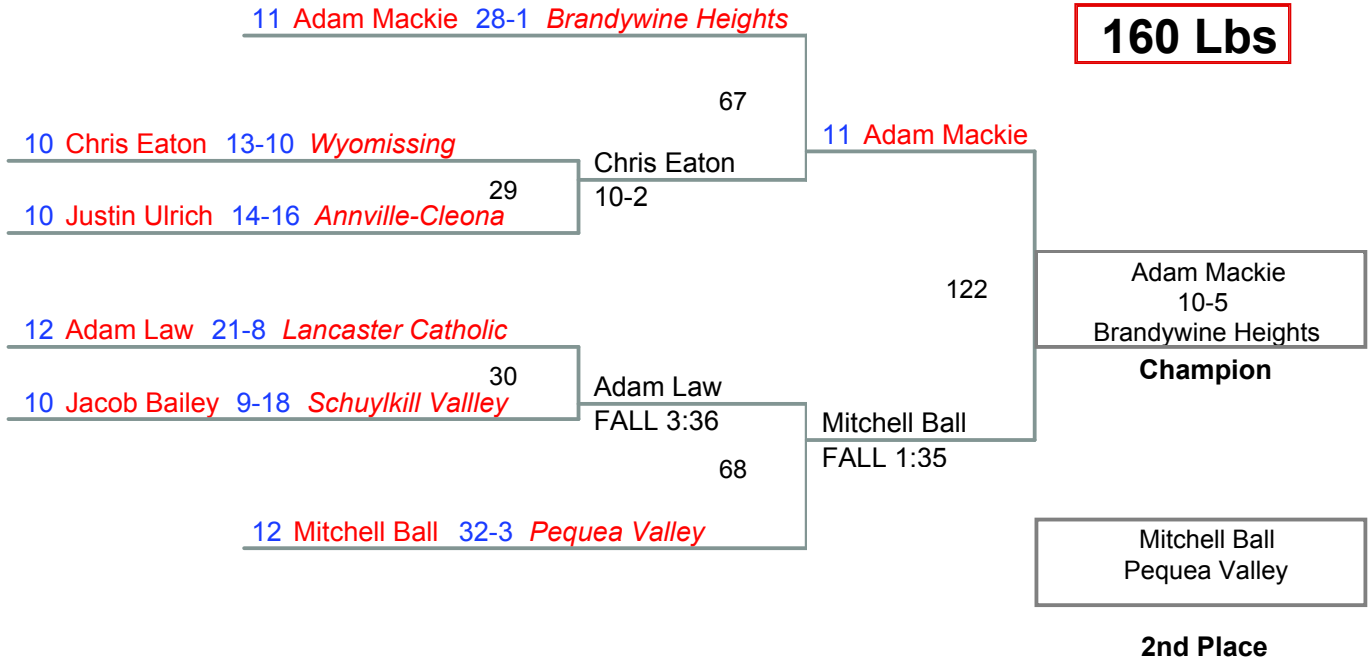 11 Adam Mackie 28-1 Brandywine Heights
160 Lbs
67
10 Chris Eaton 13-10 Wyomissing
11 Adam Mackie
Chris Eaton
29
10-2
10 Justin Ulrich 14-16 Annville-Cleona
122
Adam Mackie
10-5
Brandywine Heights
Champion
12 Adam Law 21-8 Lancaster Catholic
30
Adam Law
10 Jacob Bailey 9-18 Schuylkill Vallley
FALL 3:36
Mitchell Ball
FALL 1:35
68
12 Mitchell Ball 32-3 Pequea Valley
Mitchell Ball
Pequea Valley
2nd Place